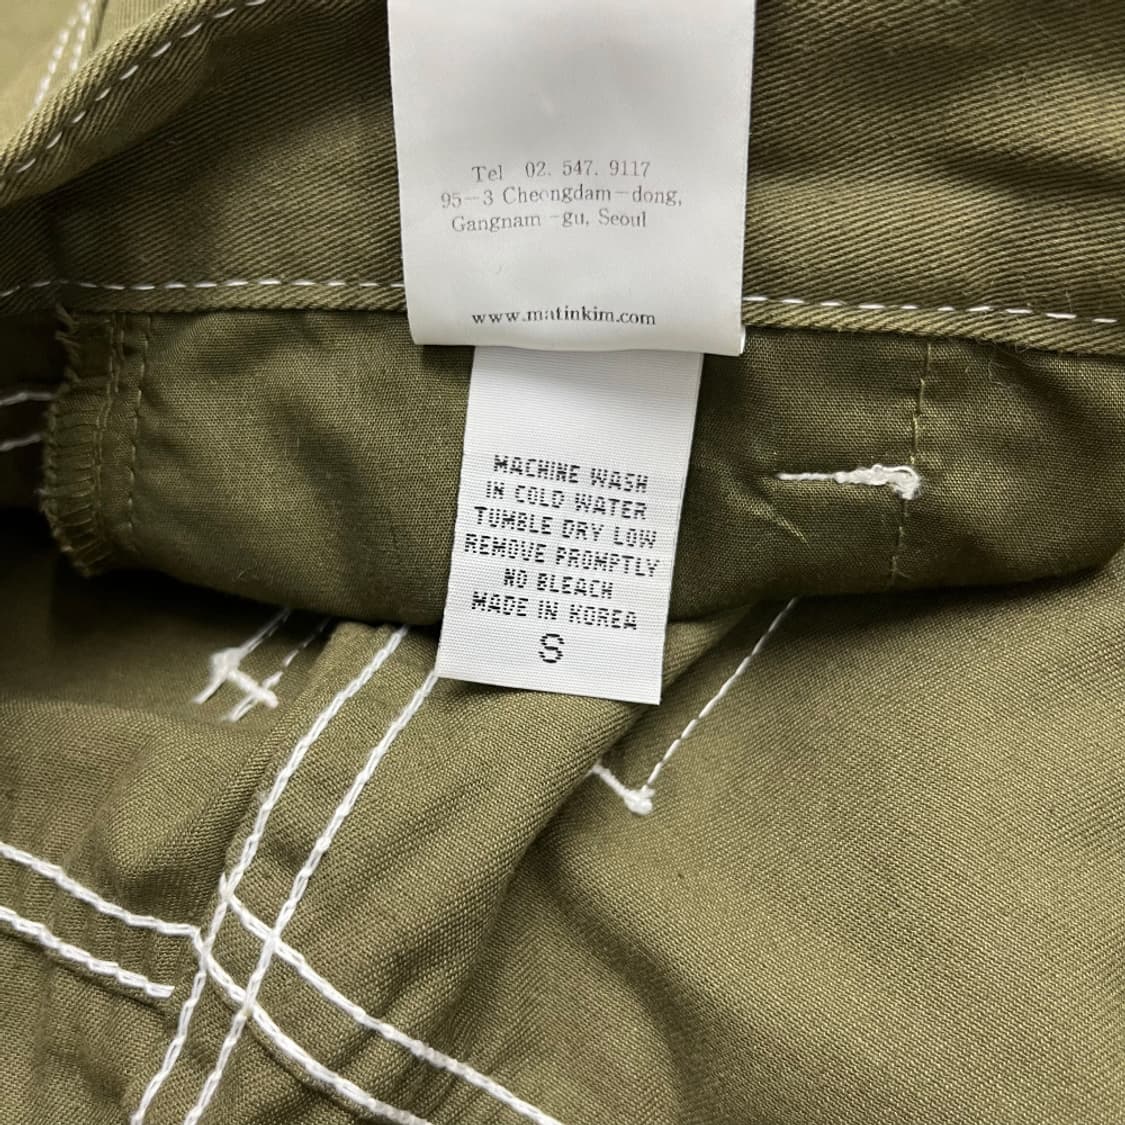 Tel 02. 547. 9117
95-3 Cheongdam-dong,
Gangnam-gu, Seoul
www.matinkim.com
MACHINE WASH
IN COLD WATER
TUMBLE DRY LOW
REMOVE PROMPTLY
NO BLEACH
MADE IN KOREA
S